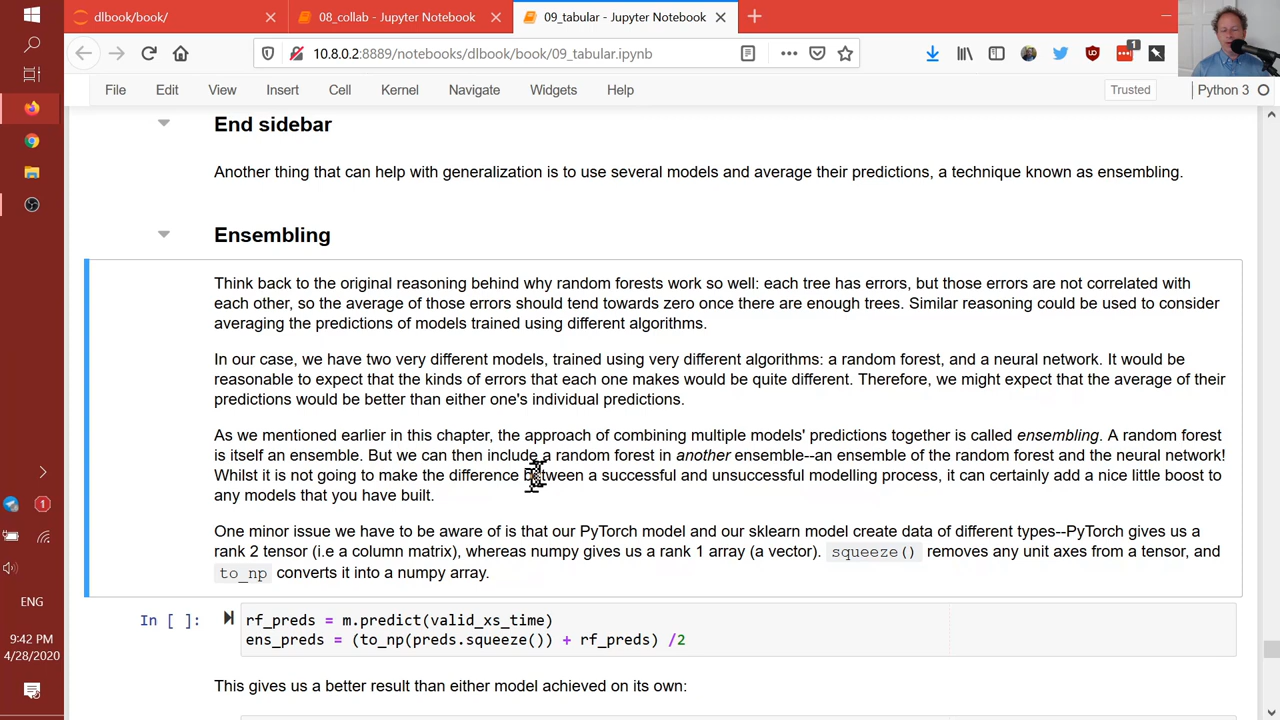 dlbook/book/
08_collab - Jupyter Notebook
09_tabular - Jupyter Notebook
10.8.0.2:8889/notebooks/dlbook/book/09_tabular.ipynb
1
File Edit View Insert Cell Kernel Navigate Widgets Help
Trusted
Python 3
End sidebar
Another thing that can help with generalization is to use several models and average their predictions, a technique known as ensembling.
Ensembling
Think back to the original reasoning behind why random forests work so well: each tree has errors, but those errors are not correlated with
each other, so the average of those errors should tend towards zero once there are enough trees. Similar reasoning could be used to consider
averaging the predictions of models trained using different algorithms.
In our case, we have two very different models, trained using very different algorithms: a random forest, and a neural network. It would be
reasonable to expect that the kinds of errors that each one makes would be quite different. Therefore, we might expect that the average of their
predictions would be better than either one's individual predictions.
As we mentioned earlier in this chapter, the approach of combining multiple models' predictions together is called ensembling. A random forest
is itself an ensemble. But we can then include a random forest in another ensemble--an ensemble of the random forest and the neural network!
Whilst it is not going to make the difference between a successful and unsuccessful modelling process, it can certainly add a nice little boost to
any models that you have built.
One minor issue we have to be aware of is that our PyTorch model and our sklearn model create data of different types--PyTorch gives us a
rank 2 tensor (i.e a column matrix), whereas numpy gives us a rank 1 array (a vector). squeeze() removes any unit axes from a tensor, and
to_np converts it into a numpy array.
In [ ]:
rf_preds = m.predict(valid_xs_time)
ens_preds = (to_np(preds.squeeze()) + rf_preds) /2
This gives us a better result than either model achieved on its own:
1
ENG
9:42 PM
4/28/2020